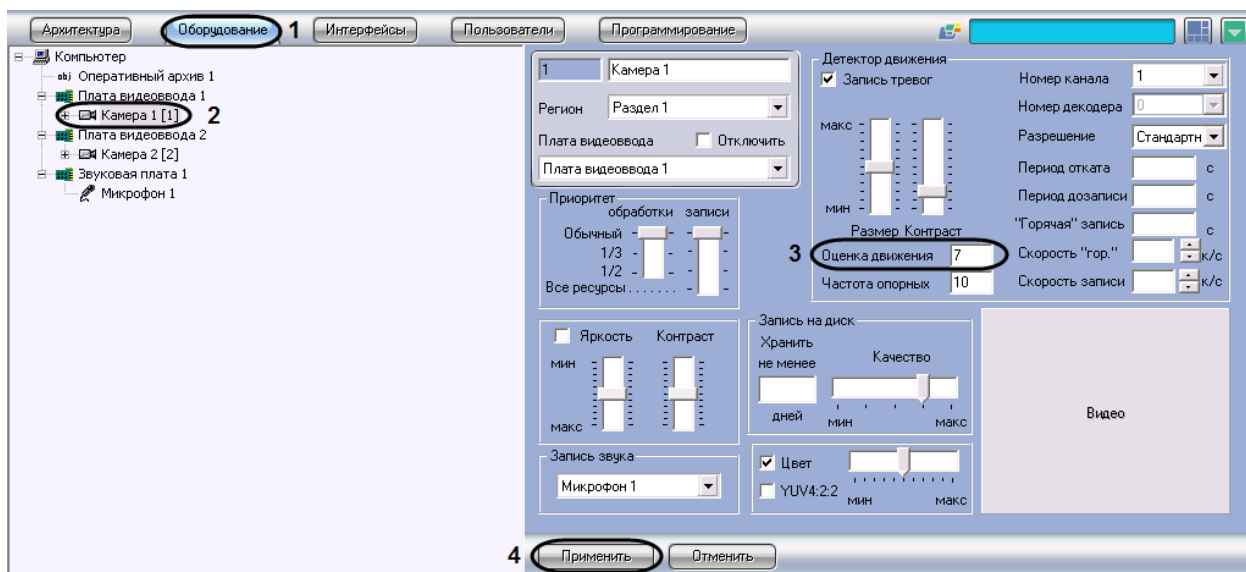 Архитектура Оборудование 1 Интерфейсы Пользователи Программирование
Компьютер
abj Оперативный архив 1
Плата видеоввода 1
Камера 1 [1] 2
Плата видеоввода 2
Камера 2 [2]
Звуковая плата 1
Микрофон 1
1 Камера 1
Регион Раздел 1
Плата видеоввода Отключить
Плата видеоввода 1
Приоритет
обработки записи
Обычный
1/3
1/2
Все ресурсы.......
Яркость Контраст
мин
макс
Запись звука
Микрофон 1
Детектор движения
Запись тревог
макс
мин
Размер Контраст
3 Оценка движения 7
Частота опорных 10
Номер канала 1
Номер декодера 0
Разрешение Стандартн
Период отката с
Период дозаписи с
"Горячая" запись с
Скорость "гор." к/с
Скорость записи к/с
Запись на диск
Хранить
не менее
дней
Качество
мин макс
Цвет
YUV4:2:2
мин макс
Видео
4 Применить Отменить